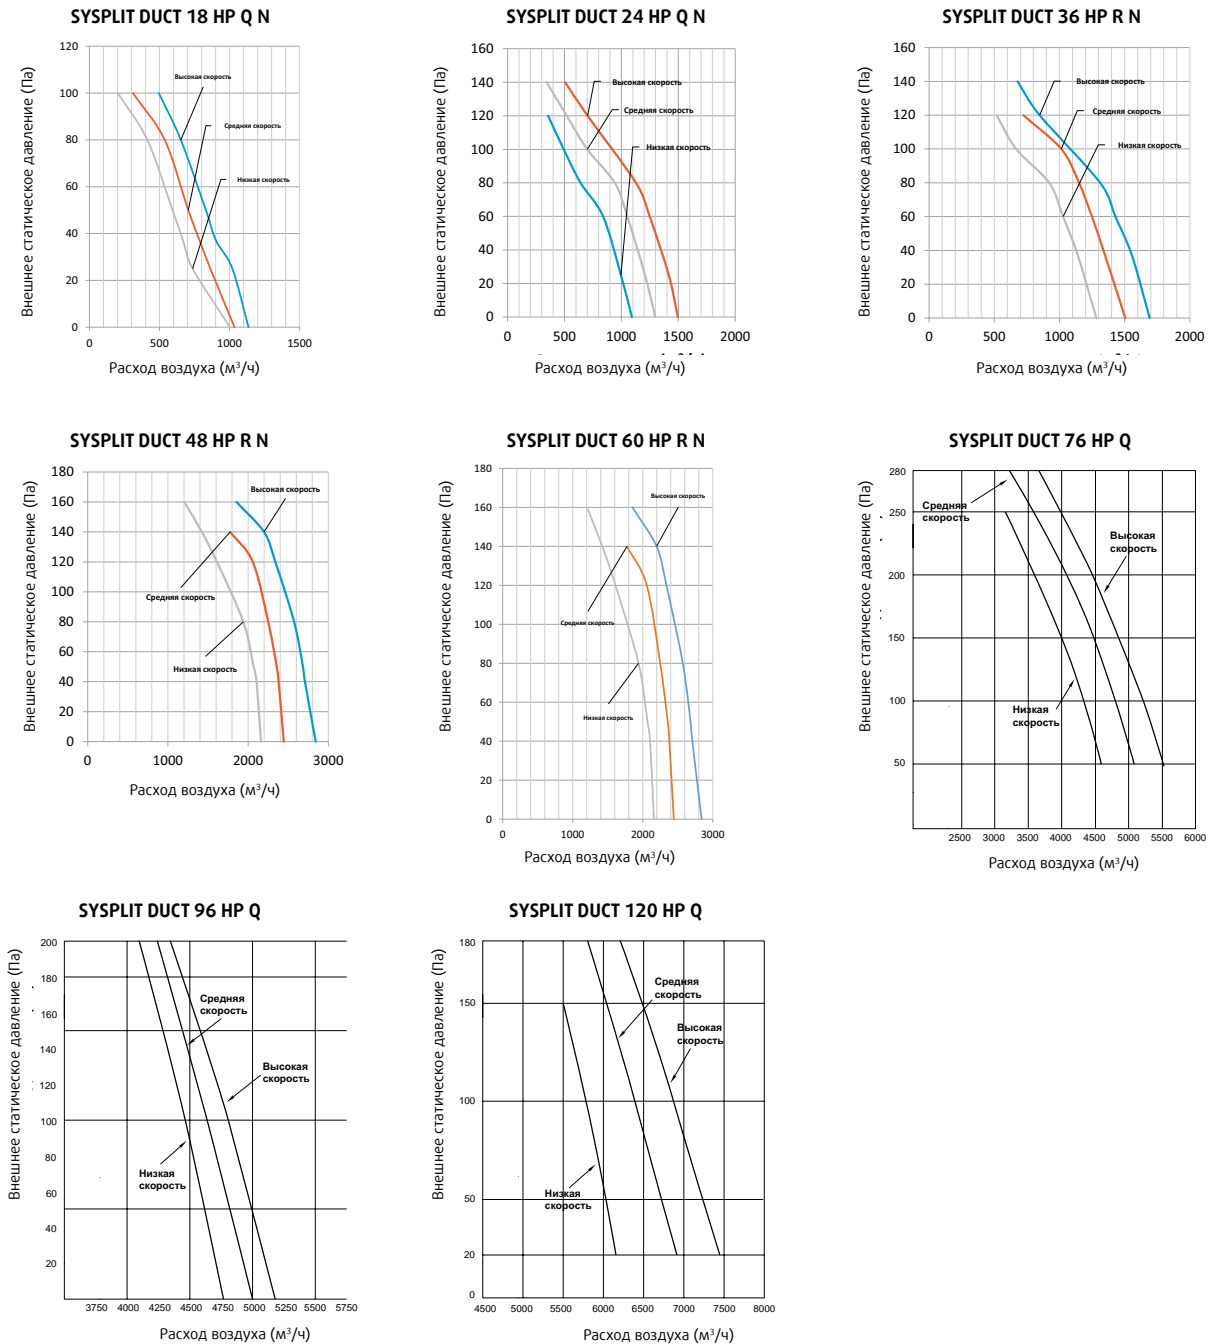 SYSPLIT DUCT 18 HP Q N
Внешнее статическое давление (Па)
120
100
80
60
40
20
0
0
500
1000
1500
Высокая скорость
Средняя скорость
Низкая скорость
Расход воздуха (м³/ч)
SYSPLIT DUCT 24 HP Q N
Внешнее статическое давление (Па)
160
140
120
100
80
60
40
20
0
0
500
1000
1500
2000
Высокая скорость
Средняя скорость
Низкая скорость
Расход воздуха (м³/ч)
SYSPLIT DUCT 36 HP R N
Внешнее статическое давление (Па)
160
140
120
100
80
60
40
20
0
0
500
1000
1500
2000
Высокая скорость
Средняя скорость
Низкая скорость
Расход воздуха (м³/ч)
SYSPLIT DUCT 48 HP R N
Внешнее статическое давление (Па)
180
160
140
120
100
80
60
40
20
0
0
1000
2000
3000
Высокая скорость
Средняя скорость
Низкая скорость
Расход воздуха (м³/ч)
SYSPLIT DUCT 60 HP R N
Внешнее статическое давление (Па)
180
160
140
120
100
80
60
40
20
0
0
1000
2000
3000
Высокая скорость
Средняя скорость
Низкая скорость
Расход воздуха (м³/ч)
SYSPLIT DUCT 76 HP Q
Внешнее статическое давление (Па)
280
250
200
150
100
50
2500
3000
3500
4000
4500
5000
5500
6000
Средняя
скорость
Высокая
скорость
Низкая
скорость
Расход воздуха (м³/ч)
SYSPLIT DUCT 96 HP Q
Внешнее статическое давление (Па)
200
180
160
140
120
100
80
60
40
20
3750
4000
4250
4500
4750
5000
5250
5500
5750
Средняя
скорость
Высокая
скорость
Низкая
скорость
Расход воздуха (м³/ч)
SYSPLIT DUCT 120 HP Q
Внешнее статическое давление (Па)
180
150
100
50
20
0
4500
5000
5500
6000
6500
7000
7500
8000
Средняя
скорость
Высокая
скорость
Низкая
скорость
Расход воздуха (м³/ч)